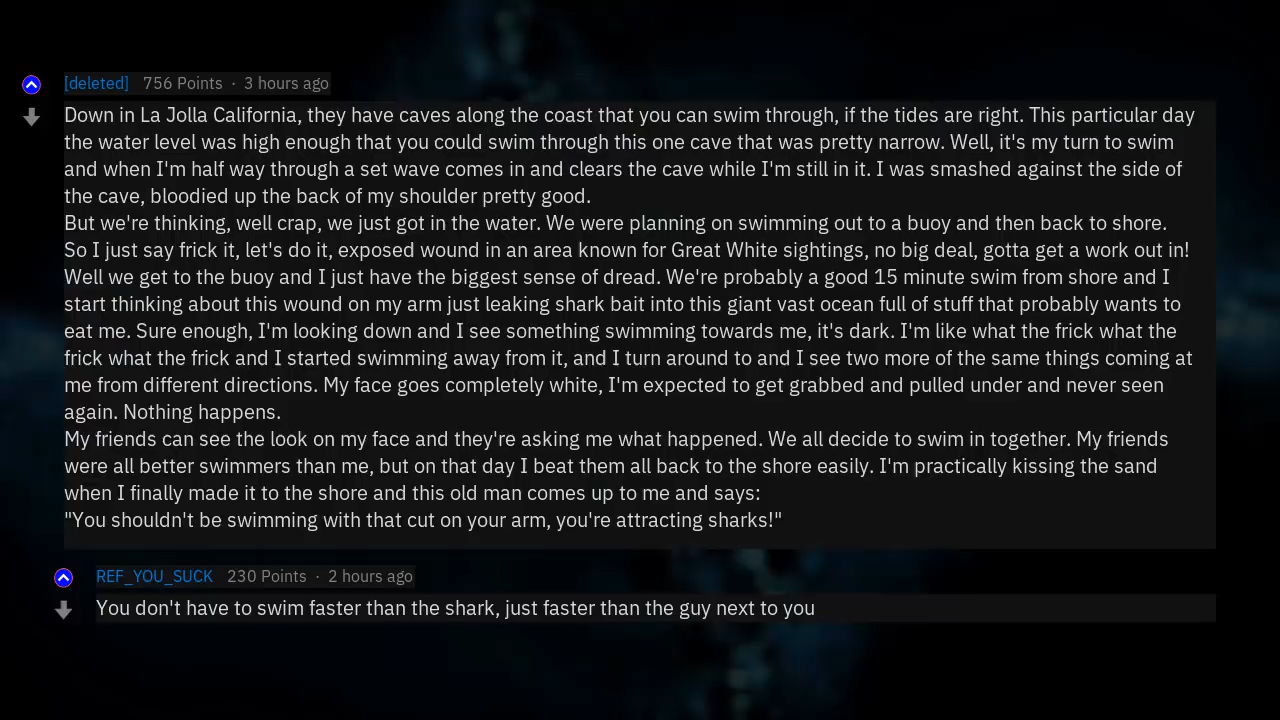 [deleted] 756 Points · 3 hours ago
Down in La Jolla California, they have caves along the coast that you can swim through, if the tides are right. This particular day
the water level was high enough that you could swim through this one cave that was pretty narrow. Well, it's my turn to swim
and when I'm half way through a set wave comes in and clears the cave while I'm still in it. I was smashed against the side of
the cave, bloodied up the back of my shoulder pretty good.
But we're thinking, well crap, we just got in the water. We were planning on swimming out to a buoy and then back to shore.
So I just say frick it, let's do it, exposed wound in an area known for Great White sightings, no big deal, gotta get a work out in!
Well we get to the buoy and I just have the biggest sense of dread. We're probably a good 15 minute swim from shore and I
start thinking about this wound on my arm just leaking shark bait into this giant vast ocean full of stuff that probably wants to
eat me. Sure enough, I'm looking down and I see something swimming towards me, it's dark. I'm like what the frick what the
frick what the frick and I started swimming away from it, and I turn around to and I see two more of the same things coming at
me from different directions. My face goes completely white, I'm expected to get grabbed and pulled under and never seen
again. Nothing happens.
My friends can see the look on my face and they're asking me what happened. We all decide to swim in together. My friends
were all better swimmers than me, but on that day I beat them all back to the shore easily. I'm practically kissing the sand
when I finally made it to the shore and this old man comes up to me and says:
"You shouldn't be swimming with that cut on your arm, you're attracting sharks!"
REF_YOU_SUCK 230 Points · 2 hours ago
You don't have to swim faster than the shark, just faster than the guy next to you